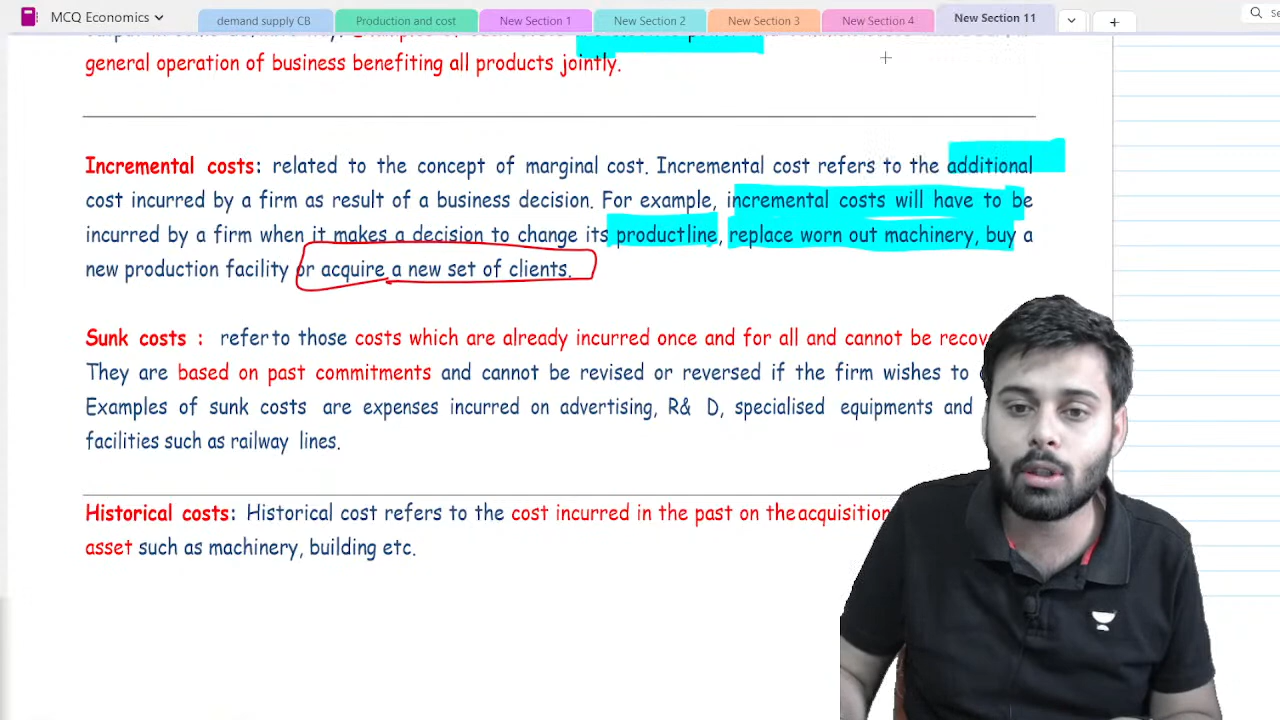 MCQ Economics
demand supply CB
Production and cost
New Section 1
New Section 2
New Section 3
New Section 4
New Section 11
general operation of business benefiting all products jointly.
Incremental costs: related to the concept of marginal cost. Incremental cost refers to the additional
cost incurred by a firm as result of a business decision. For example, incremental costs will have to be
incurred by a firm when it makes a decision to change its productline, replace worn out machinery, buy a
new production facility or acquire a new set of clients.
Sunk costs : refer to those costs which are already incurred once and for all and cannot be
They are based on past commitments and cannot be revised or reversed if the firm wishes to
Examples of sunk costs are expenses incurred on advertising, R& D, specialised equipments and
facilities such as railway lines.
Historical costs: Historical cost refers to the cost incurred in the past on the acquisition
asset such as machinery, building etc.